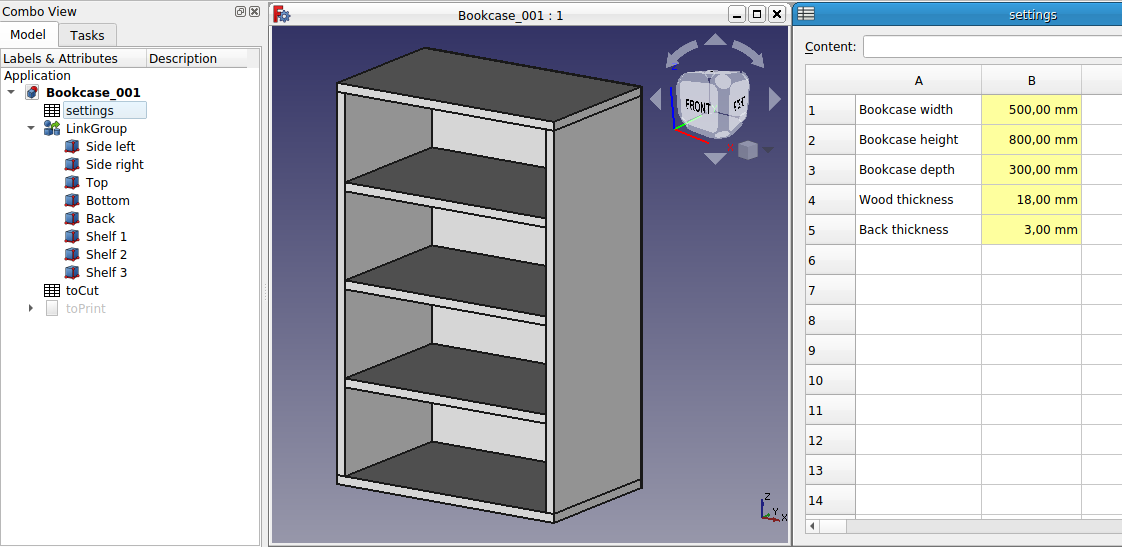 Combo View
Model
Tasks
Labels & Attributes
Description
Application
Bookcase_001
settings
LinkGroup
Side left
Side right
Top
Bottom
Back
Shelf 1
Shelf 2
Shelf 3
toCut
toPrint
Bookcase_001 : 1
FRONT
Z
Y
X
settings
Content:
A
B
1
Bookcase width
500,00 mm
2
Bookcase height
800,00 mm
3
Bookcase depth
300,00 mm
4
Wood thickness
18,00 mm
5
Back thickness
3,00 mm
6
7
8
9
10
11
12
13
14